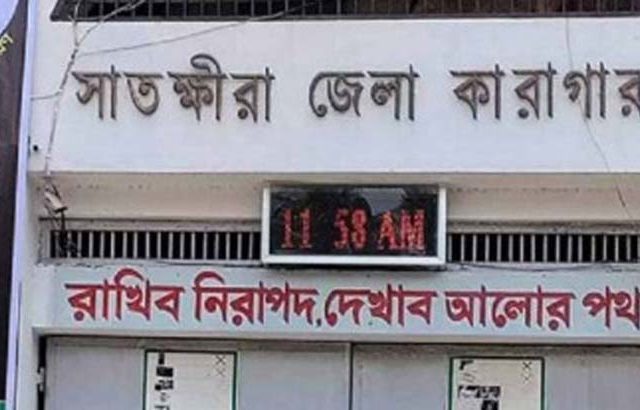 সাতক্ষীরা জেলা কারাগার
11 58 AM
রাখিব নিরাপদ, দেখাব আলোর পথ